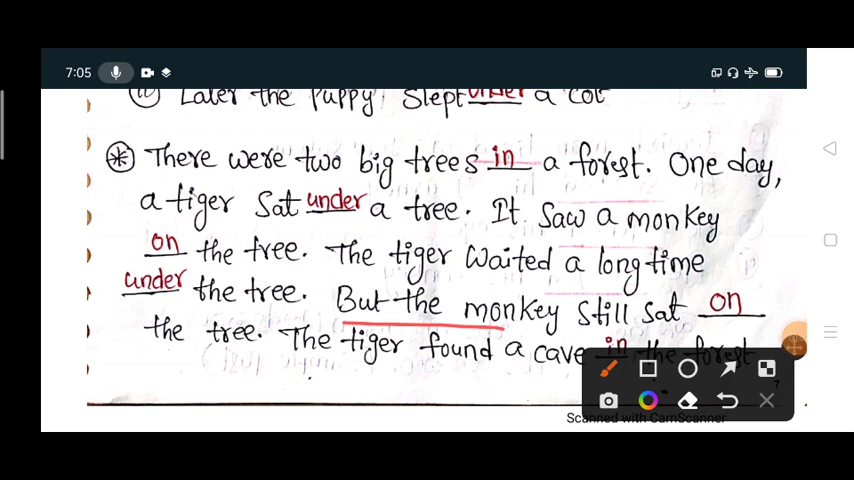 7:05
(ii) Later the puppy slept under a cot
* There were two big trees in a forest. One day,
a tiger sat under a tree. It saw a monkey
on the tree. The tiger waited a long time
under the tree. But the monkey still sat on
the tree. The tiger found a cave in the forest
Scanned with CamScanner
7